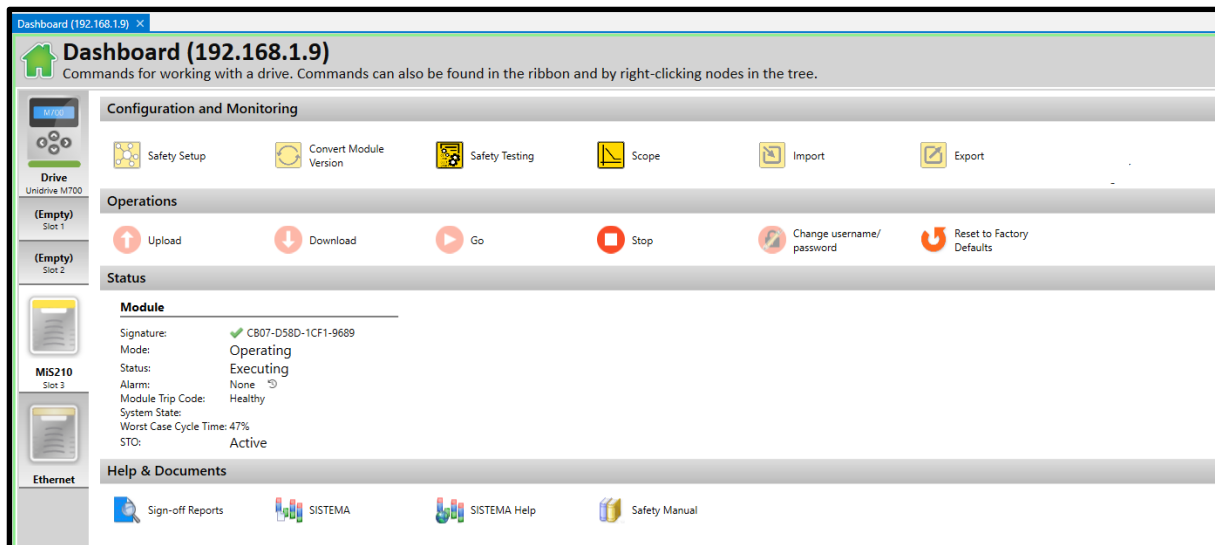 Dashboard (192.168.1.9) ×
Dashboard (192.168.1.9)
Commands for working with a drive. Commands can also be found in the ribbon and by right-clicking nodes in the tree.
M700
Drive
Unidrive M700
(Empty)
Slot 1
(Empty)
Slot 2
MiS210
Slot 3
Ethernet
Configuration and Monitoring
Safety Setup
Convert Module
Version
Safety Testing
Scope
Import
Export
Operations
Upload
Download
Go
Stop
Change username/
password
Reset to Factory
Defaults
Status
Module
Signature: CB07-D58D-1CF1-9689
Mode: Operating
Status: Executing
Alarm: None
Module Trip Code: Healthy
System State:
Worst Case Cycle Time: 47%
STO: Active
Help & Documents
Sign-off Reports
SISTEMA
SISTEMA Help
Safety Manual